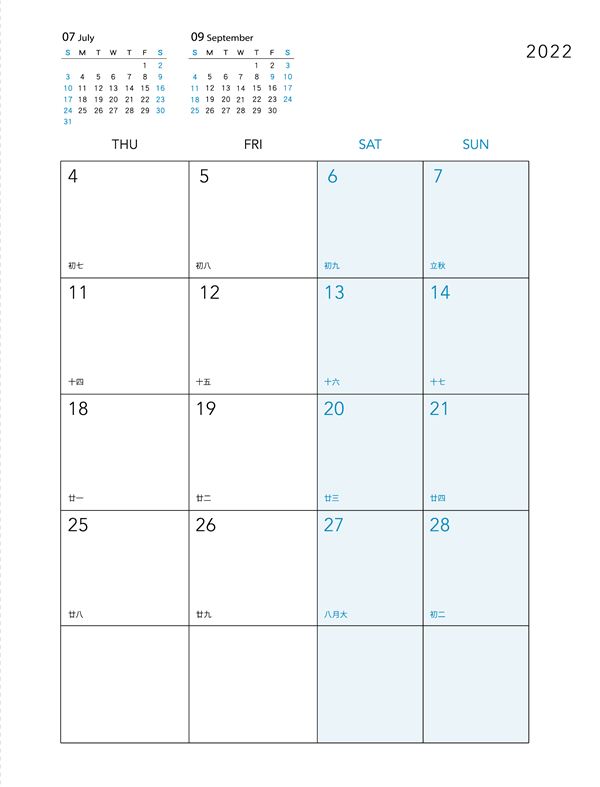 07 July
S M T W T F S
1 2
3 4 5 6 7 8 9
10 11 12 13 14 15 16
17 18 19 20 21 22 23
24 25 26 27 28 29 30
31
09 September
S M T W T F S
1 2 3
4 5 6 7 8 9 10
11 12 13 14 15 16 17
18 19 20 21 22 23 24
25 26 27 28 29 30
2022
THU FRI SAT SUN
4 5 6 7
初七 初八 初九 立秋
11 12 13 14
十四 十五 十六 十七
18 19 20 21
廿一 廿二 廿三 廿四
25 26 27 28
廿八 廿九 八月大 初二